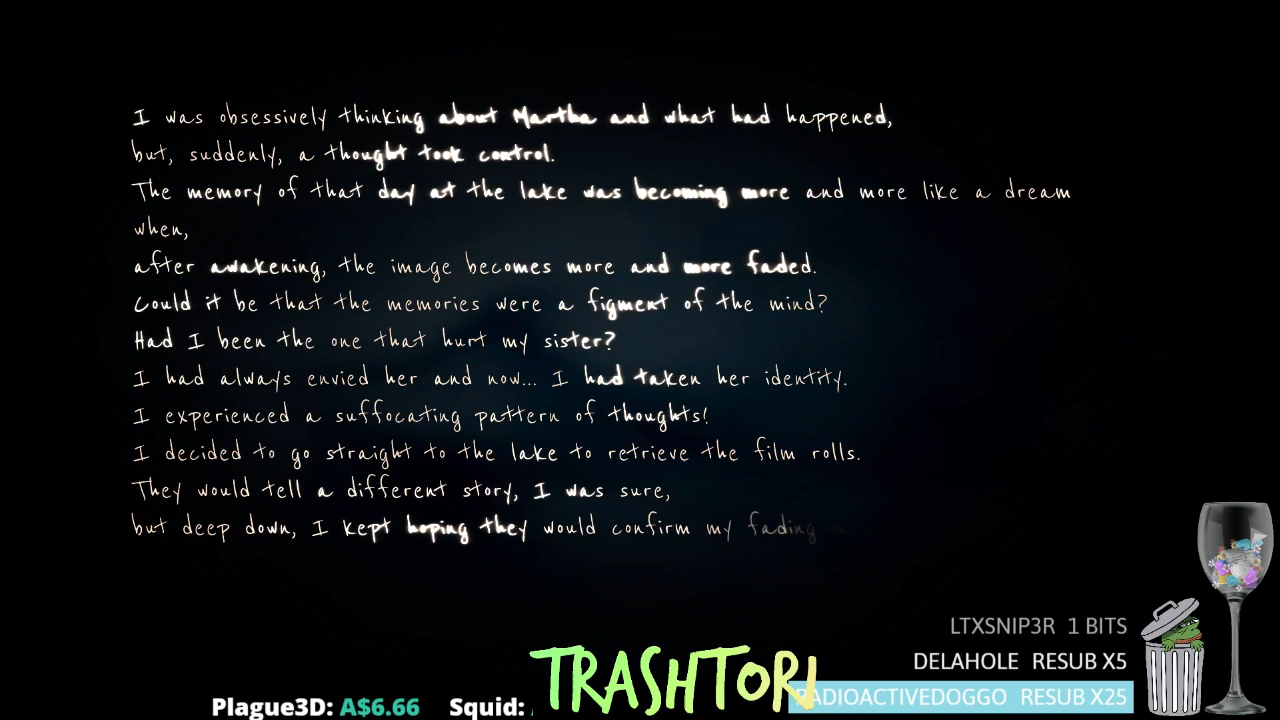 I was obsessively thinking about Martha and what had happened,
but, suddenly, a thought took control.
The memory of that day at the lake was becoming more and more like a dream
when,
after awakening, the image becomes more and more faded.
Could it be that the memories were a figment of the mind?
Had I been the one that hurt my sister?
I had always envied her and now... I had taken her identity.
I experienced a suffocating pattern of thoughts!
I decided to go straight to the lake to retrieve the film rolls.
They would tell a different story, I was sure,
but deep down, I kept hoping they would confirm my fading
LTXSNIP3R 1 BITS
DELAHOLE RESUB X5
RADIOACTIVEDOGGO RESUB X25
TRASHTORI
Plague3D: A$6.66 Squid: